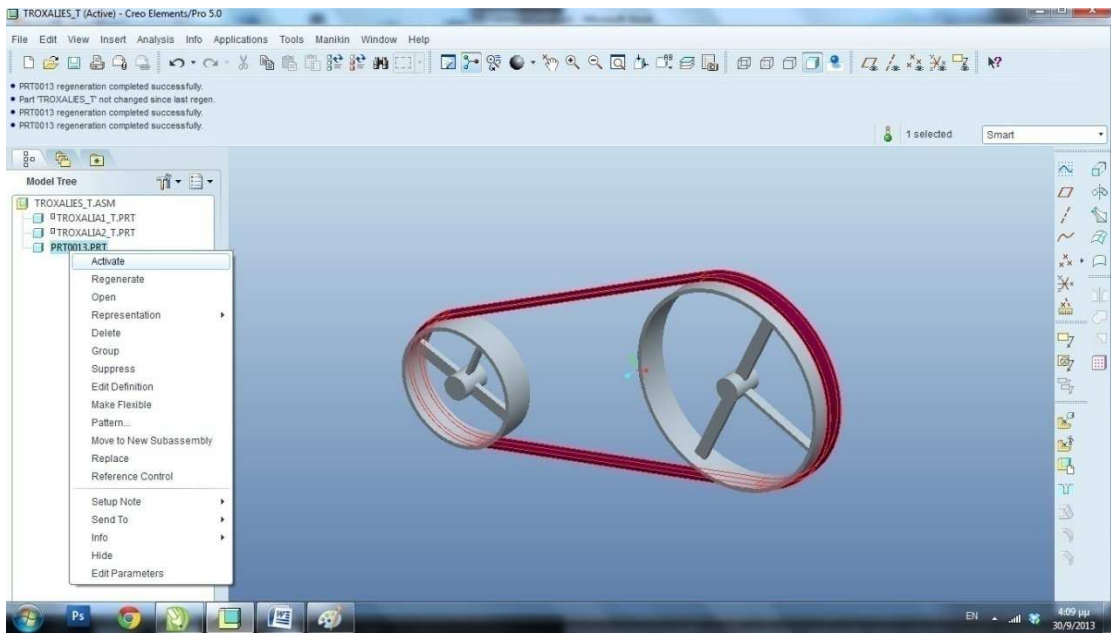 TROXALIES_T (Active) - Creo Elements/Pro 5.0
File Edit View Insert Analysis Info Applications Tools Manikin Window Help
• PRT0013 regeneration completed successfully.
• Part 'TROXALIES_T' not changed since last regen.
• PRT0013 regeneration completed successfully.
• PRT0013 regeneration completed successfully.
1 selected Smart
Model Tree
TROXALIES_T.ASM
TROXALIA1_T.PRT
TROXALIA2_T.PRT
PRT0013.PRT
Activate
Regenerate
Open
Representation
Delete
Group
Suppress
Edit Definition
Make Flexible
Pattern...
Move to New Subassembly
Replace
Reference Control
Setup Note
Send To
Info
Hide
Edit Parameters
Ps
EN
4:09 μμ
30/9/2013